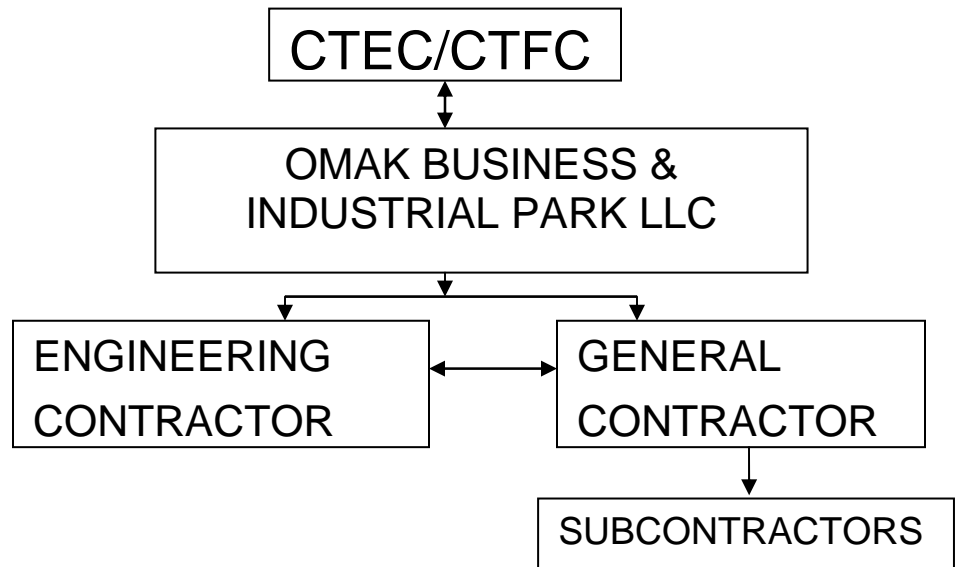 CTEC/CTFC
OMAK BUSINESS &
INDUSTRIAL PARK LLC
ENGINEERING
CONTRACTOR
GENERAL
CONTRACTOR
SUBCONTRACTORS